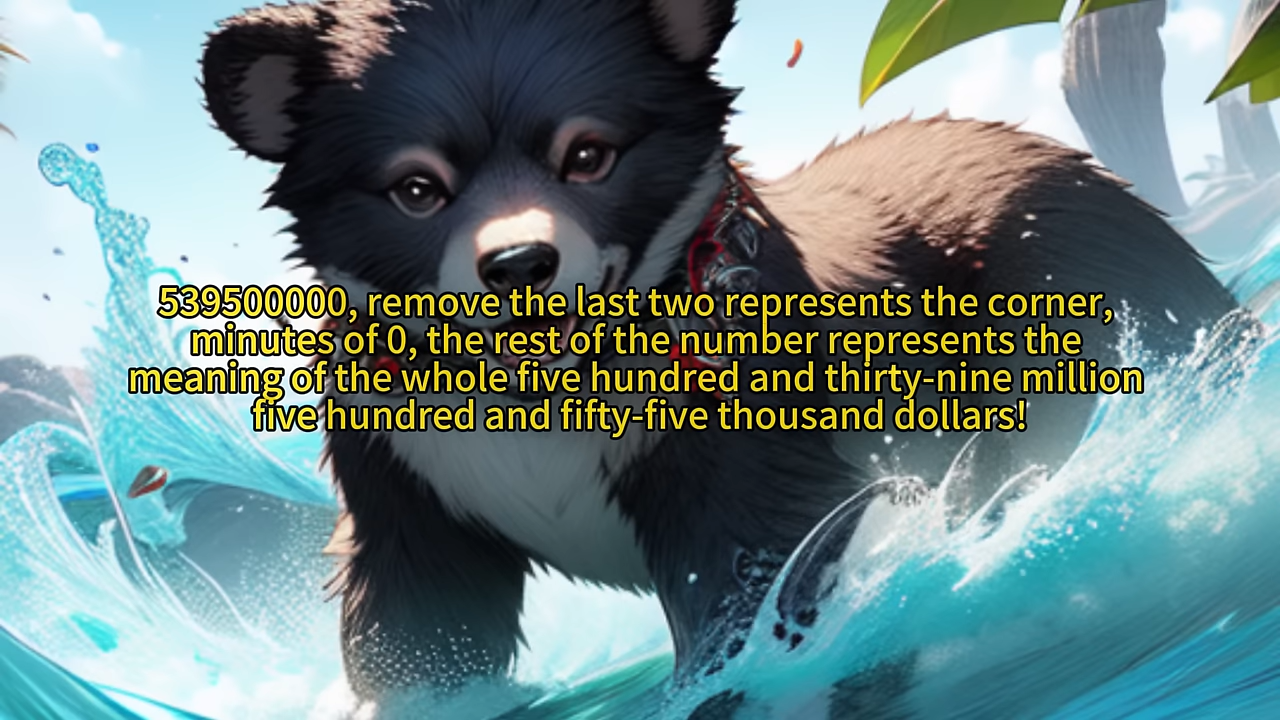 539500000, remove the last two represents the corner,
minutes of 0, the rest of the number represents the
meaning of the whole five hundred and thirty-nine million
five hundred and fifty-five thousand dollars!